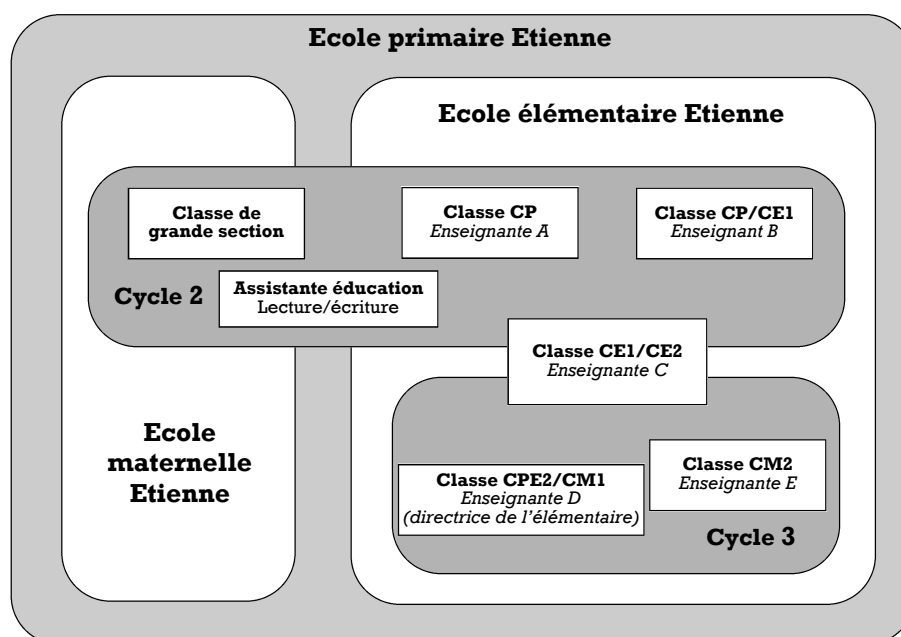 Ecole primaire Etienne
Ecole élémentaire Etienne
Classe de
grande section
Classe CP
Enseignante A
Classe CP/CE1
Enseignant B
Cycle 2
Assistante éducation
Lecture/écriture
Classe CE1/CE2
Enseignante C
Ecole
maternelle
Etienne
Classe CPE2/CM1
Enseignante D
(directrice de l'élémentaire)
Classe CM2
Enseignante E
Cycle 3